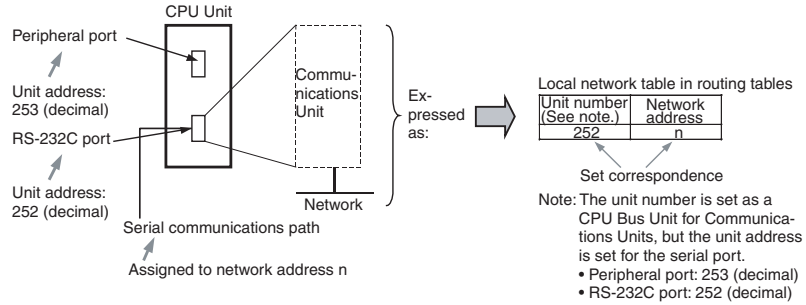 CPU Unit
Peripheral port
Unit address:
253 (decimal)
RS-232C port
Unit address:
252 (decimal)
Serial communications path
Assigned to network address n
Commu-
nications
Unit
Network
Ex-
pressed
as:
Local network table in routing tables
Unit number
(See note.)
Network
address
252
n
Set correspondence
Note: The unit number is set as a
CPU Bus Unit for Communica-
tions Units, but the unit address
is set for the serial port.
• Peripheral port: 253 (decimal)
• RS-232C port: 252 (decimal)